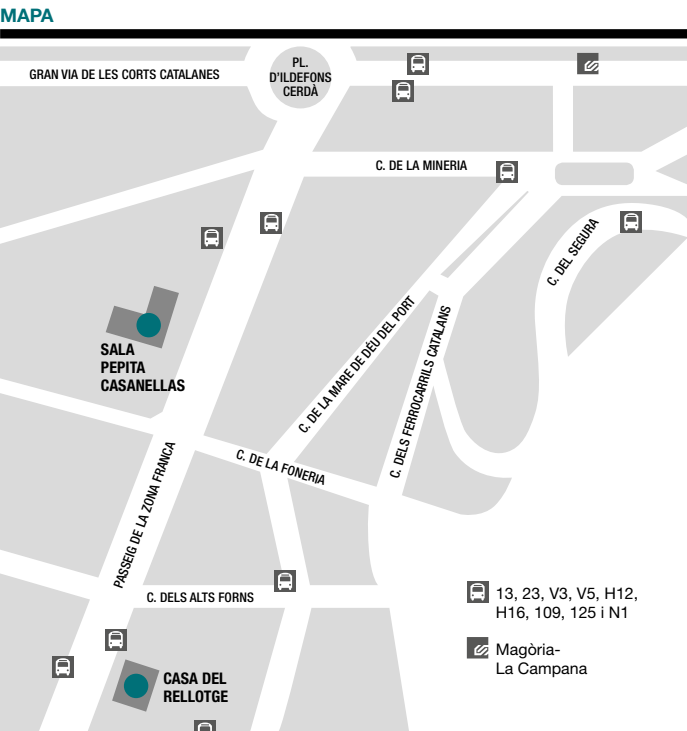 MAPA
GRAN VIA DE LES CORTS CATALANES
PL.
D'ILDEFONS
CERDÀ
C. DE LA MINERIA
C. DEL SEGURA
C. DE LA MARE DE DÉU DEL PORT
C. DELS FERROCARRILS CATALANS
SALA
PEPITA
CASANELLAS
C. DE LA FONERIA
PASSEIG DE LA ZONA FRANCA
C. DELS ALTS FORNS
13, 23, V3, V5, H12,
H16, 109, 125 i N1
Magòria-
La Campana
CASA DEL
RELLOTGE